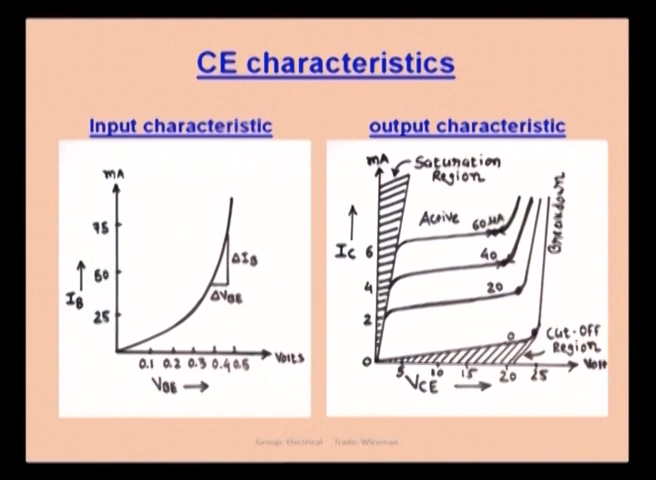 CE characteristics
Input characteristic
mA
75
50
25
IB
ΔIB
ΔVBE
0.1 0.2 0.3 0.4 0.5 Volts
VBE
output characteristic
mA
Saturation
Region
Active
60µA
40
20
0
Breakdown
Ic
6
4
2
0
Cut-off
Region
5 10 15 20 25 Volt
VCE
Group: Electrical Trade: Wireman